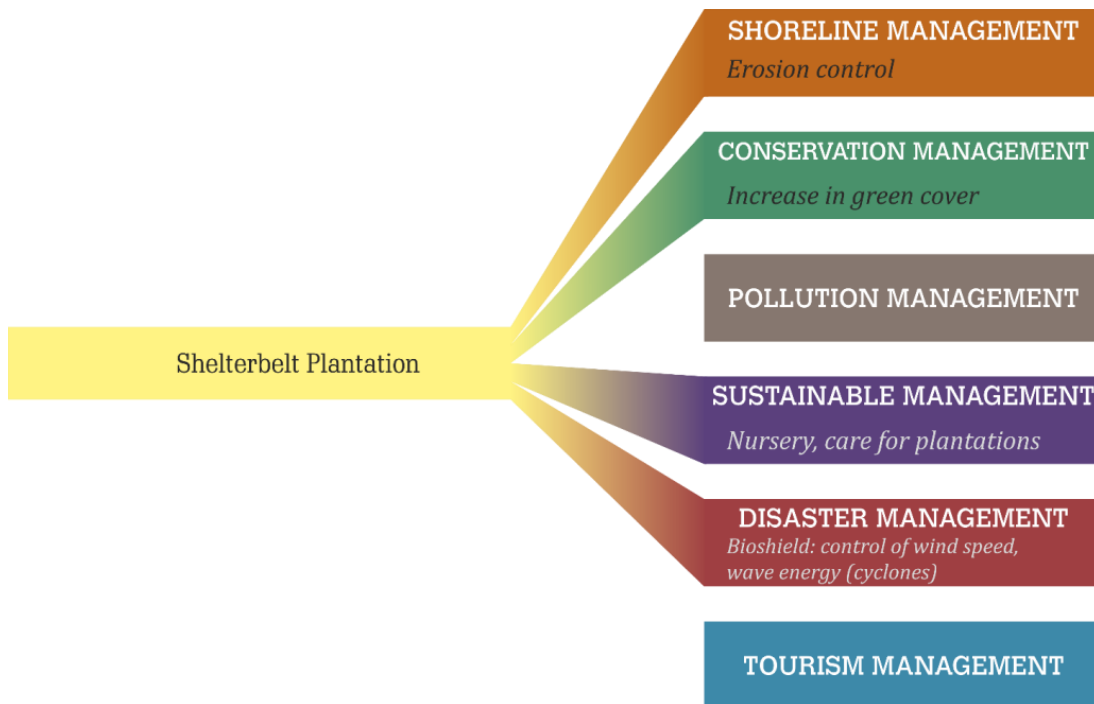 SHORELINE MANAGEMENT
Erosion control
CONSERVATION MANAGEMENT
Increase in green cover
POLLUTION MANAGEMENT
Shelterbelt Plantation
SUSTAINABLE MANAGEMENT
Nursery, care for plantations
DISASTER MANAGEMENT
Bioshield: control of wind speed,
wave energy (cyclones)
TOURISM MANAGEMENT